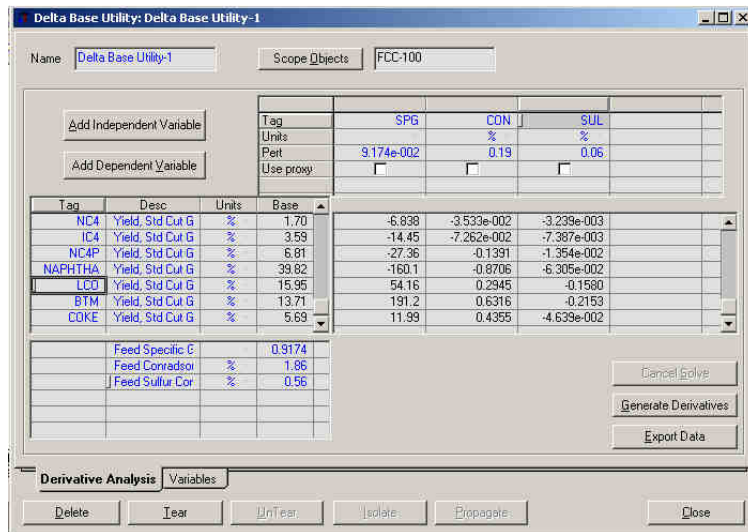 Delta Base Utility: Delta Base Utility-1
Name Delta Base Utility-1 Scope Objects FCC-100
Add Independent Variable
Add Dependent Variable
Tag SPG CON SUL
Units % %
Pert 9.174e-002 0.19 0.06
Use proxy
Tag Desc Units Base
NC4 Yield, Std Cut G % 1.70 -6.838 -3.533e-002 -3.239e-003
IC4 Yield, Std Cut G % 3.59 -14.45 -7.262e-002 -7.387e-003
NC4P Yield, Std Cut G % 6.81 -27.36 -0.1391 -1.354e-002
NAPHTHA Yield, Std Cut G % 39.82 -160.1 -0.8706 -6.305e-002
LCO Yield, Std Cut G % 15.95 54.16 0.2945 -0.1580
BTM Yield, Std Cut G % 13.71 191.2 0.6316 -0.2153
COKE Yield, Std Cut G % 5.69 11.99 0.4355 -4.639e-002
Feed Specific G 0.9174
Feed Conradson % 1.86
Feed Sulfur Cor % 0.56
Cancel Solve
Generate Derivatives
Export Data
Derivative Analysis Variables
Delete Tear UnTear Isolate Propagate Close